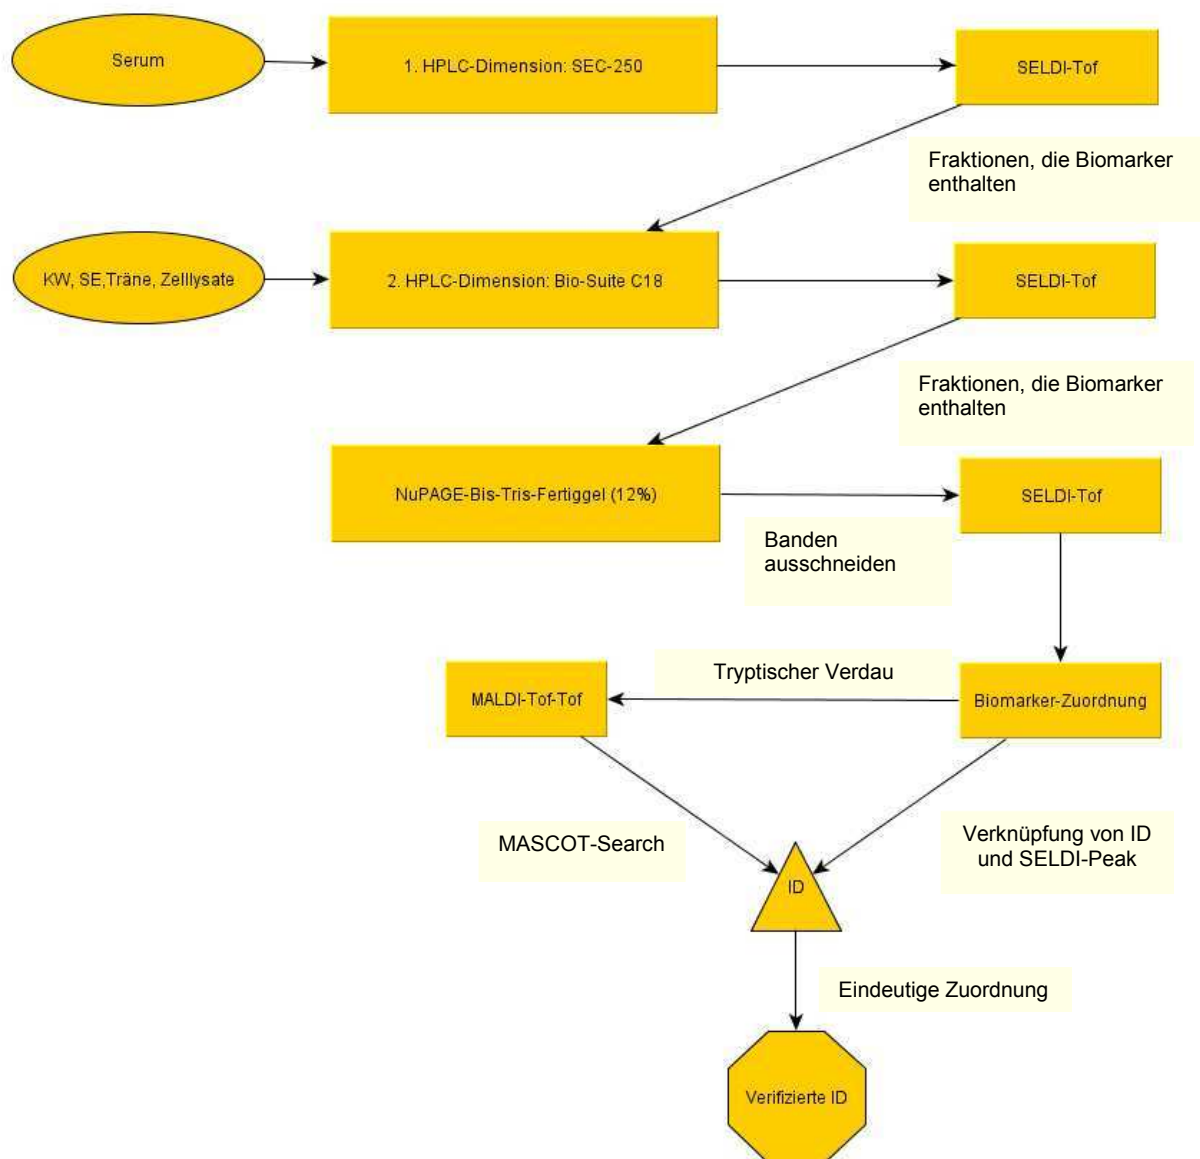 Serum
1. HPLC-Dimension: SEC-250
SELDI-Tof
Fraktionen, die Biomarker
enthalten
KW, SE,Träne, Zelllysate
2. HPLC-Dimension: Bio-Suite C18
SELDI-Tof
Fraktionen, die Biomarker
enthalten
NuPAGE-Bis-Tris-Fertiggel (12%)
SELDI-Tof
Banden
ausschneiden
Tryptischer Verdau
MALDI-Tof-Tof
Biomarker-Zuordnung
MASCOT-Search
Verknüpfung von ID
und SELDI-Peak
ID
Eindeutige Zuordnung
Verifizierte ID